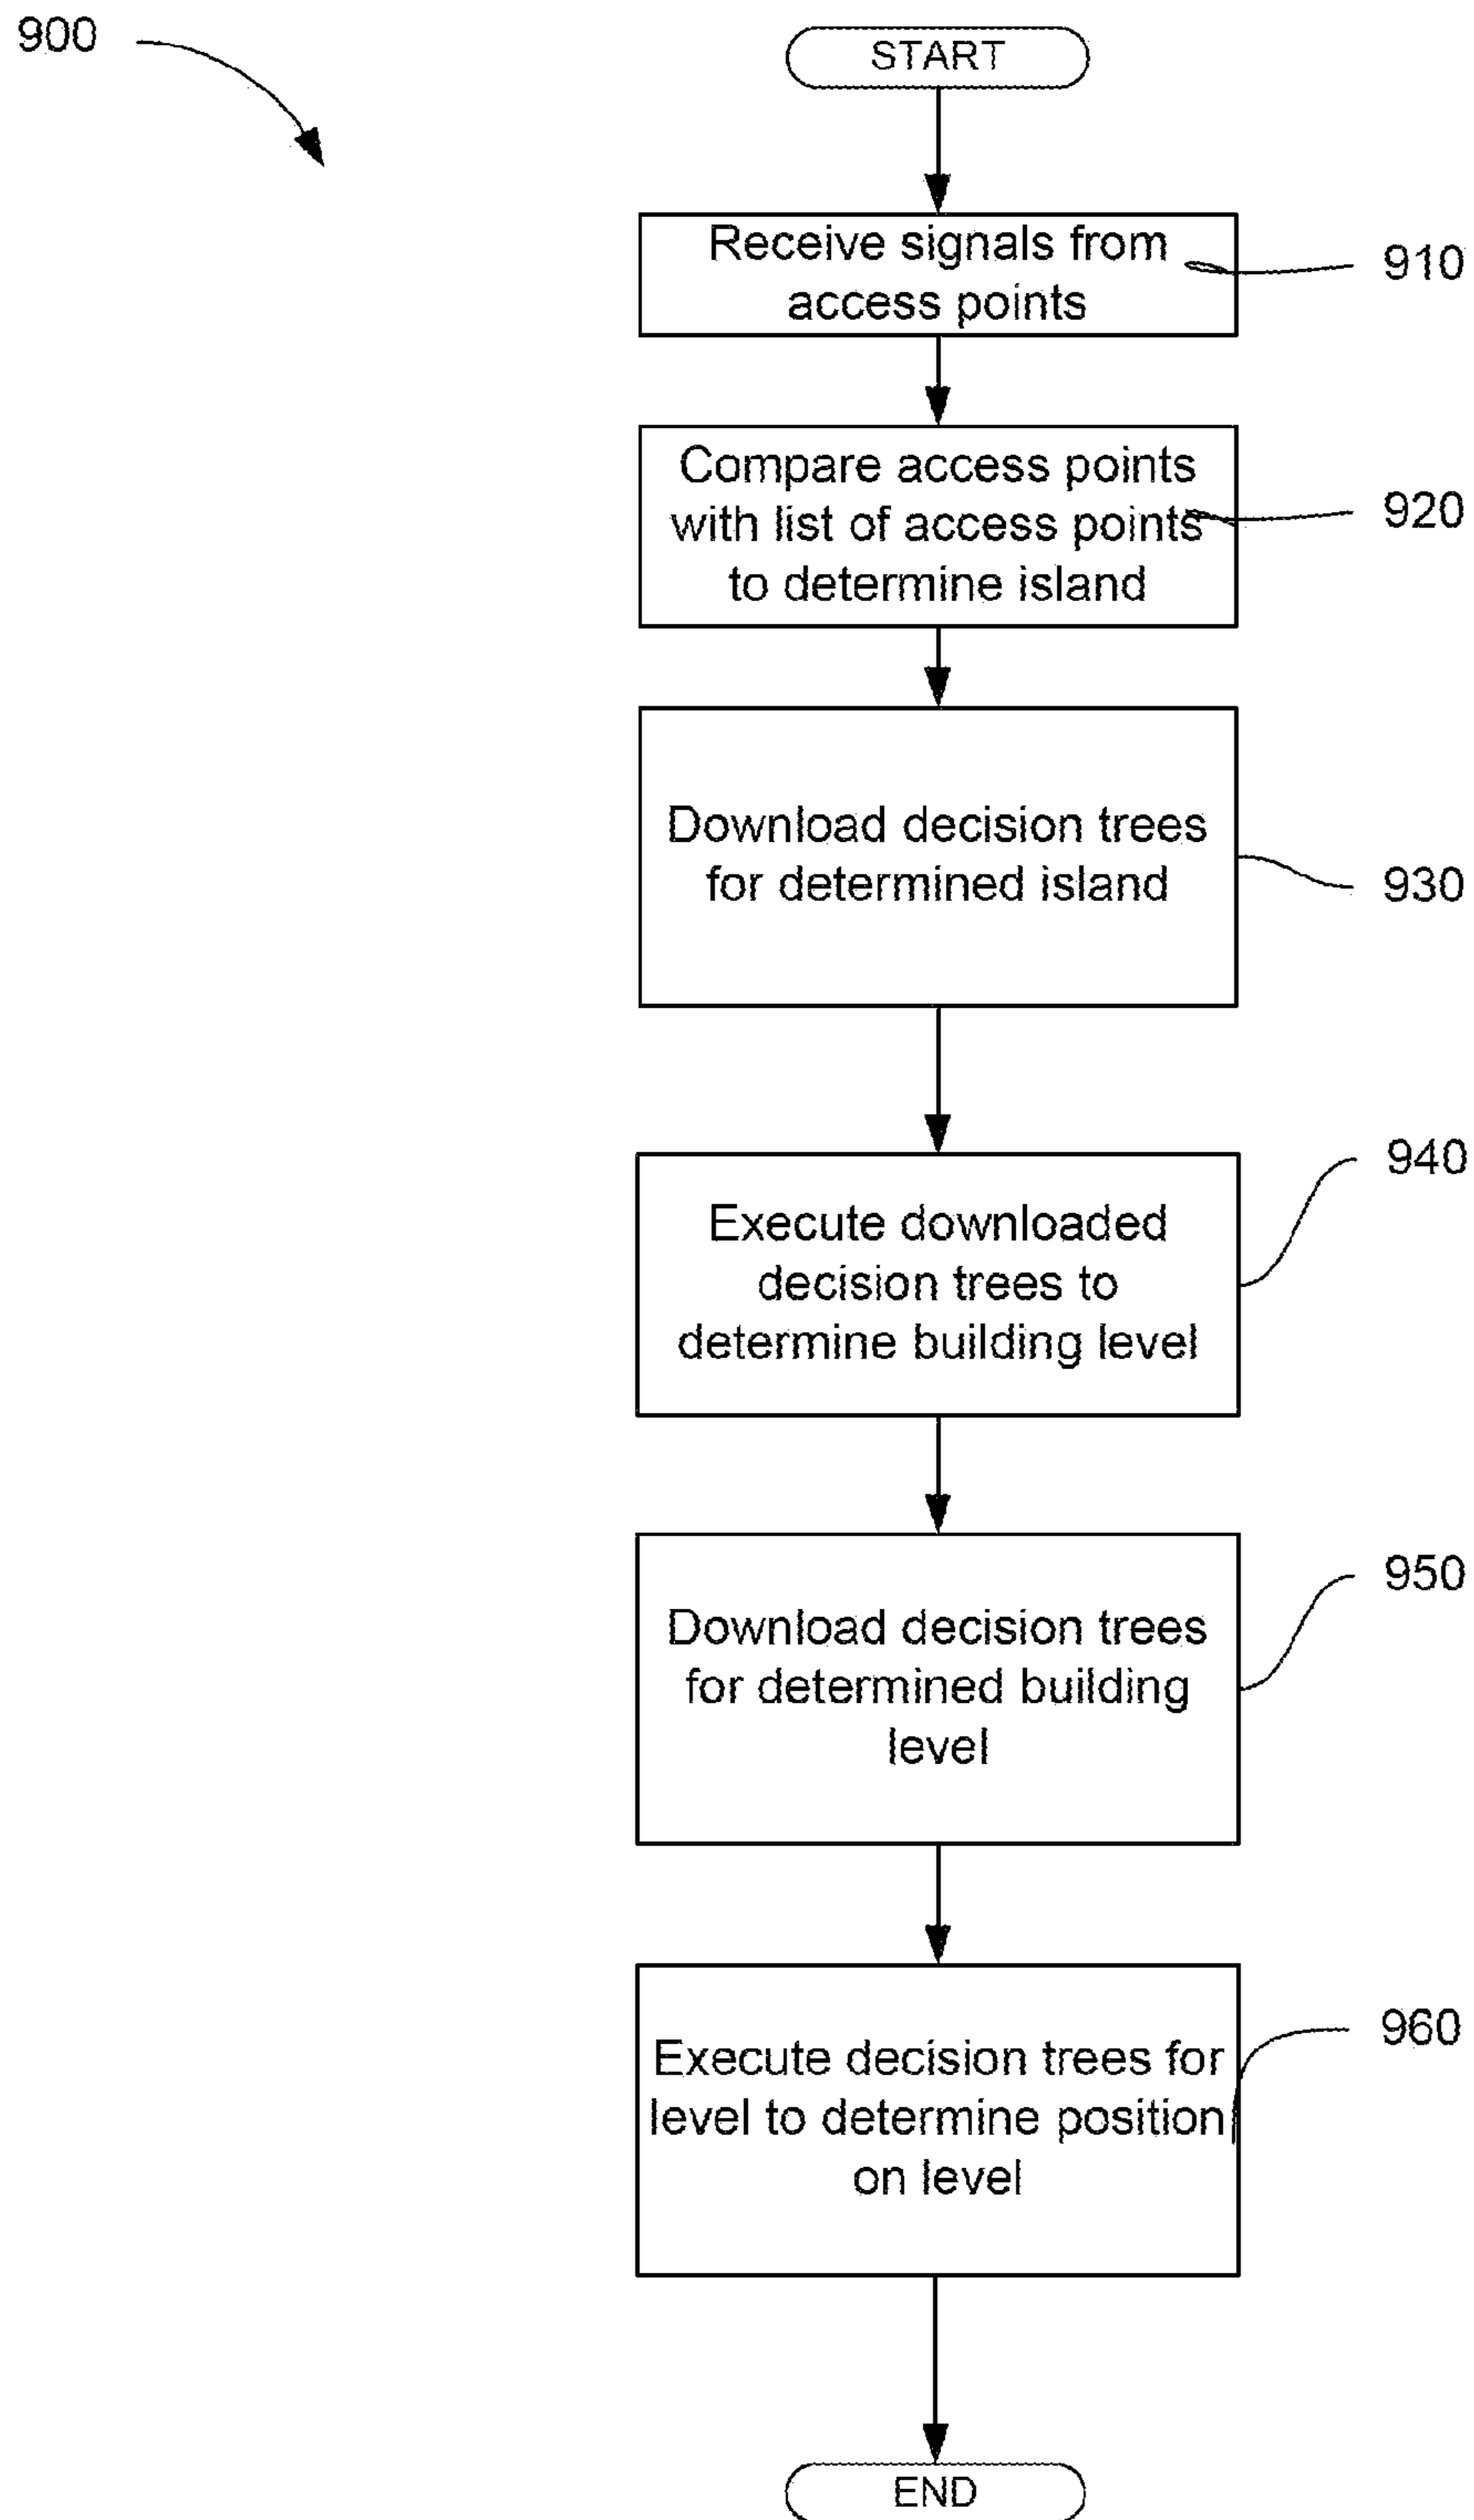 900
START
Receive signals from
access points
910
Compare access points
with list of access points
to determine island
920
Download decision trees
for determined island
930
Execute downloaded
decision trees to
determine building level
940
Download decision trees
for determined building
level
950
Execute decision trees for
level to determine position
on level
960
END